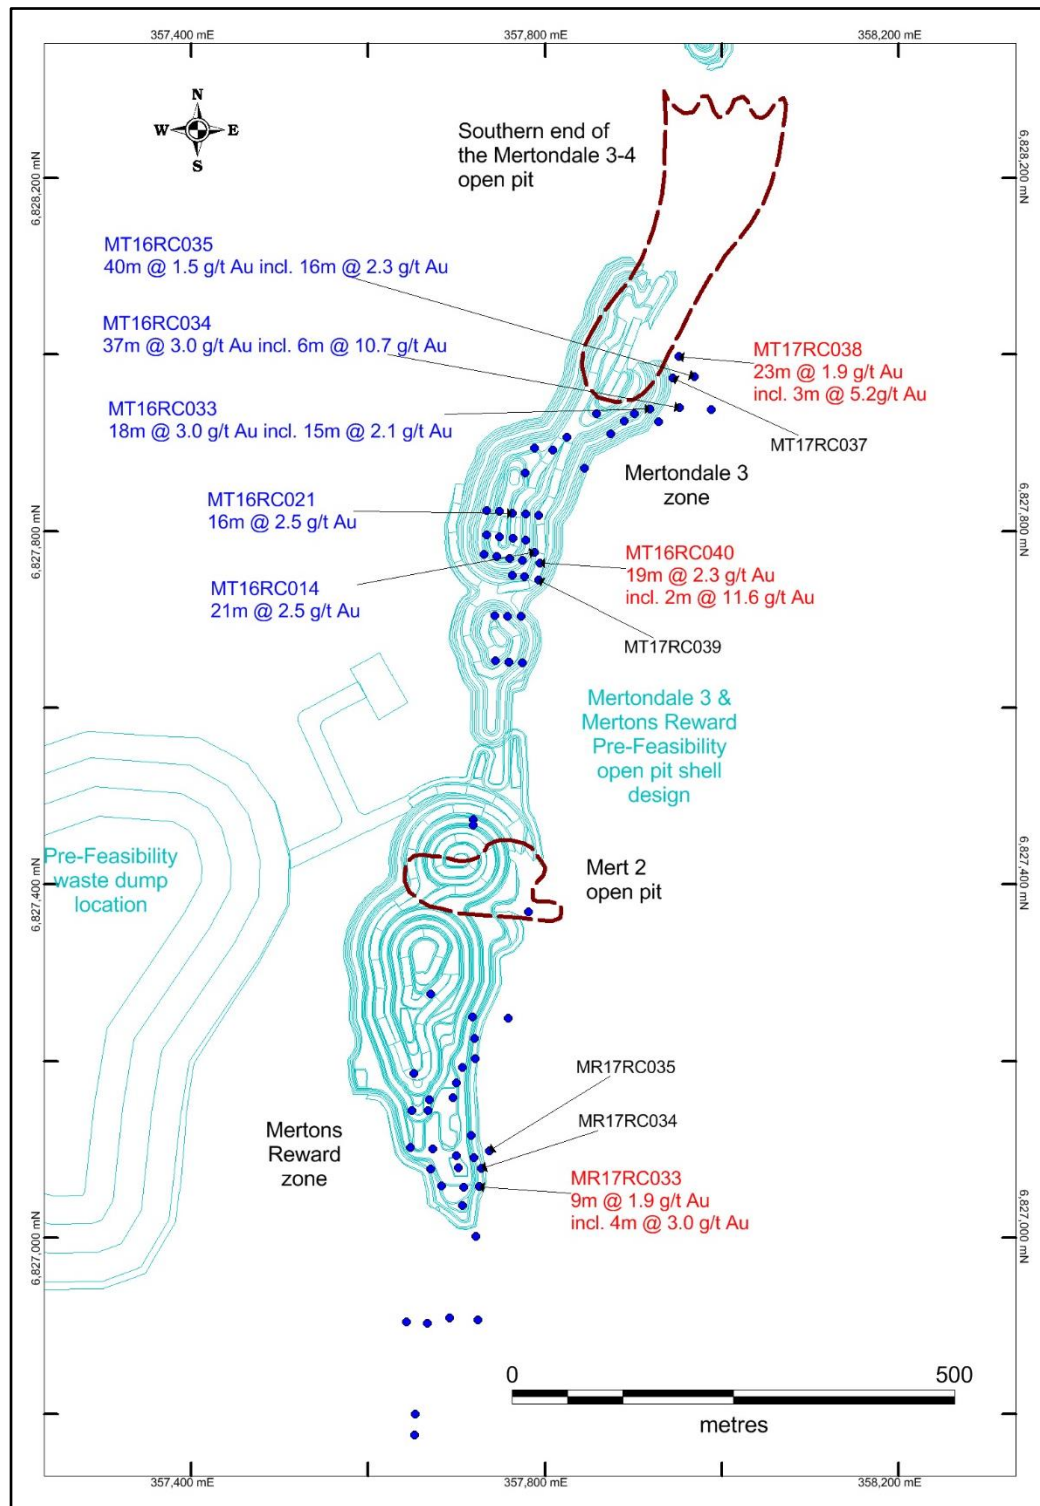 357,400 mE
357,800 mE
358,200 mE
N
W E
S
6,828,200 mN
6,828,200 mN
Southern end of
the Mertondale 3-4
open pit
MT16RC035
40m @ 1.5 g/t Au incl. 16m @ 2.3 g/t Au
MT16RC034
37m @ 3.0 g/t Au incl. 6m @ 10.7 g/t Au
MT17RC038
23m @ 1.9 g/t Au
incl. 3m @ 5.2g/t Au
MT16RC033
18m @ 3.0 g/t Au incl. 15m @ 2.1 g/t Au
MT17RC037
Mertondale 3
zone
MT16RC021
16m @ 2.5 g/t Au
6,827,800 mN
6,827,800 mN
MT16RC040
19m @ 2.3 g/t Au
incl. 2m @ 11.6 g/t Au
MT16RC014
21m @ 2.5 g/t Au
MT17RC039
Mertondale 3 &
Mertons Reward
Pre-Feasibility
open pit shell
design
Pre-Feasibility
waste dump
location
Mert 2
open pit
6,827,400 mN
6,827,400 mN
MR17RC035
MR17RC034
Mertons
Reward
zone
MR17RC033
9m @ 1.9 g/t Au
incl. 4m @ 3.0 g/t Au
6,827,000 mN
6,827,000 mN
0 500
metres
357,400 mE
357,800 mE
358,200 mE